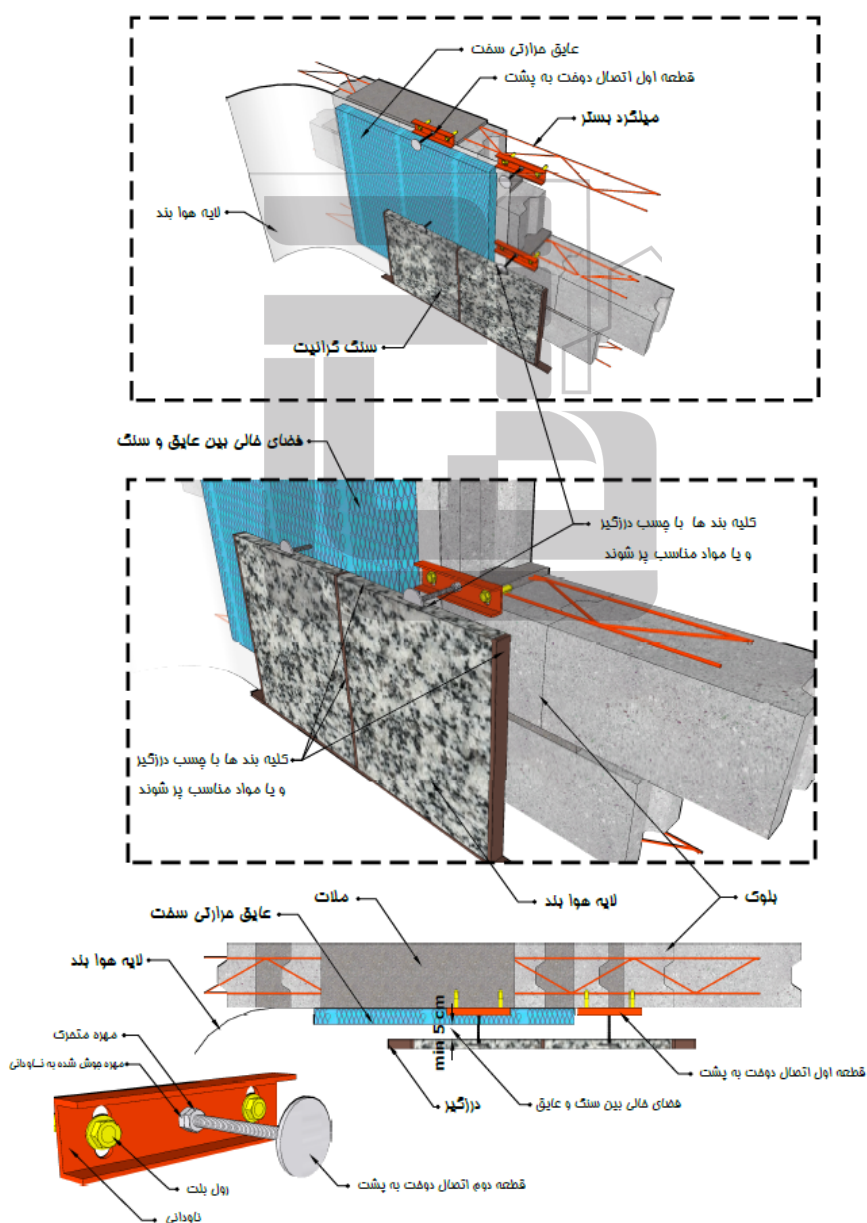 عایق حرارتی سخت
قطعه اول اتصال دوخت به پشت
میلگرد بستر
لایه هوا بند
سنگ گرانیت
فضای خالی بین عایق و سنگ
کلیه بند ها با چسب درزگیر
و یا مواد مناسب پر شوند
کلیه بند ها با چسب درزگیر
و یا مواد مناسب پر شوند
لایه هوا بند
بلوک
ملات
عایق حرارتی سخت
لایه هوا بند
min 5 cm
مهره متحرک
مهره جوش شده به ناودانی
قطعه اول اتصال دوخت به پشت
فضای خالی بین سنگ و عایق
درزگیر
قطعه دوم اتصال دوخت به پشت
رول بلت
ناودانی